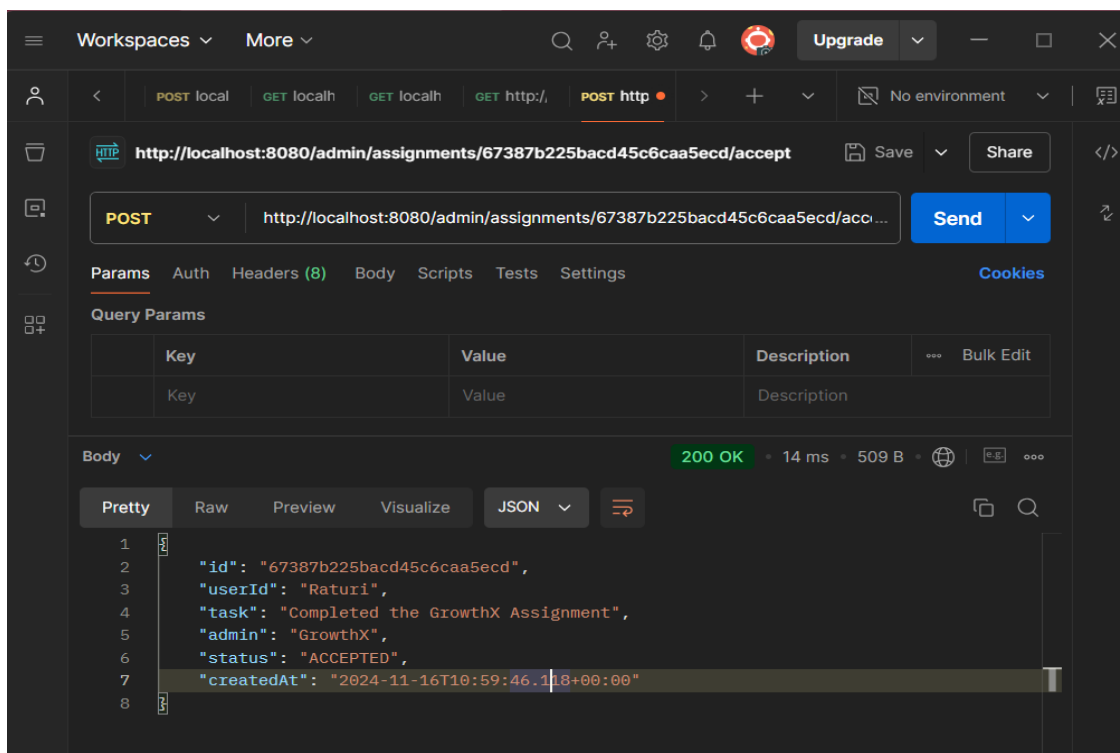 Workspaces More Upgrade
POST local GET localh GET localh GET http:/, POST http No environment
HTTP http://localhost:8080/admin/assignments/67387b225bacd45c6caa5ecd/accept Save Share
POST http://localhost:8080/admin/assignments/67387b225bacd45c6caa5ecd/acc... Send
Params Auth Headers (8) Body Scripts Tests Settings Cookies
Query Params
Key Value Description Bulk Edit
Key Value Description
Body 200 OK 14 ms 509 B e.g.
Pretty Raw Preview Visualize JSON
1 {
2 "id": "67387b225bacd45c6caa5ecd",
3 "userId": "Raturi",
4 "task": "Completed the GrowthX Assignment",
5 "admin": "GrowthX",
6 "status": "ACCEPTED",
7 "createdAt": "2024-11-16T10:59:46.118+00:00"
8 }